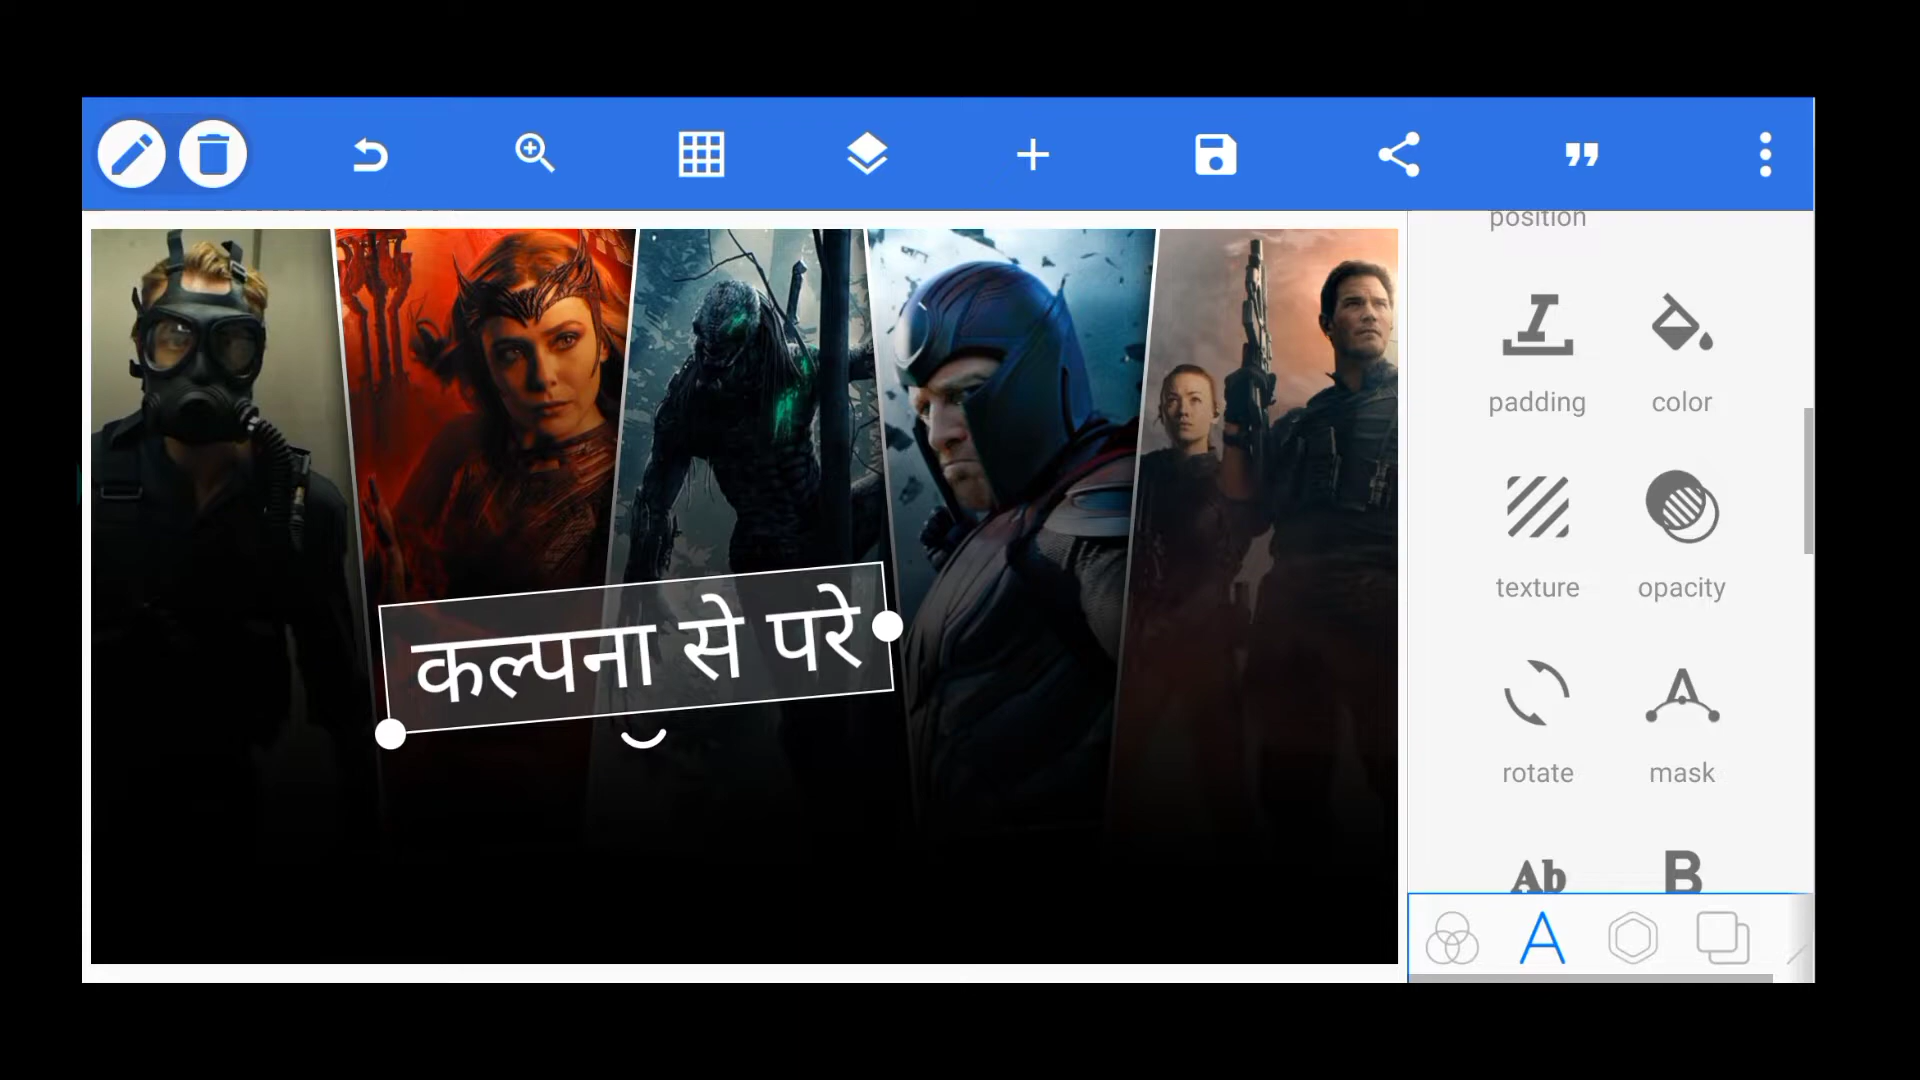 position
padding
color
texture
opacity
rotate
mask
Ab
B
A
कल्पना से परे